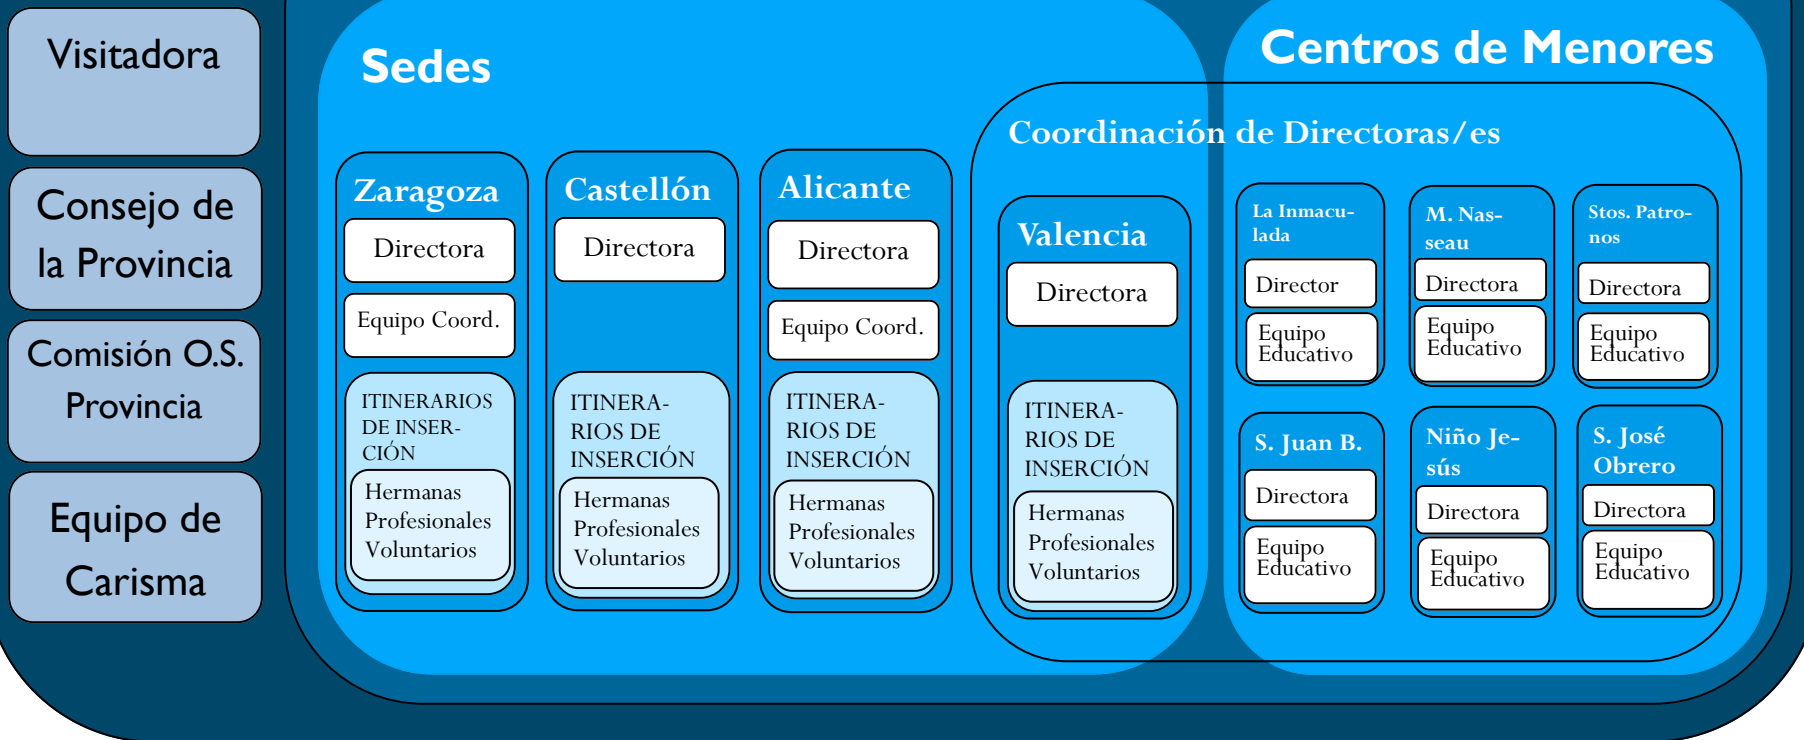 Visitadora
Consejo de
la Provincia
Comisión O.S.
Provincia
Equipo de
Carisma
Sedes
Zaragoza
Directora
Equipo Coord.
ITINERARIOS
DE INSER-
CIÓN
Hermanas
Profesionales
Voluntarios
Castellón
Directora
ITINERA-
RIOS DE
INSERCIÓN
Hermanas
Profesionales
Voluntarios
Alicante
Directora
Equipo Coord.
ITINERA-
RIOS DE
INSERCIÓN
Hermanas
Profesionales
Voluntarios
Centros de Menores
Coordinación de Directoras/es
Valencia
Directora
ITINERA-
RIOS DE
INSERCIÓN
Hermanas
Profesionales
Voluntarios
La Inmacu-
lada
Director
Equipo
Educativo
M. Nas-
seau
Directora
Equipo
Educativo
Stos. Patro-
nos
Directora
Equipo
Educativo
S. Juan B.
Directora
Equipo
Educativo
Niño Je-
sús
Directora
Equipo
Educativo
S. José
Obrero
Directora
Equipo
Educativo